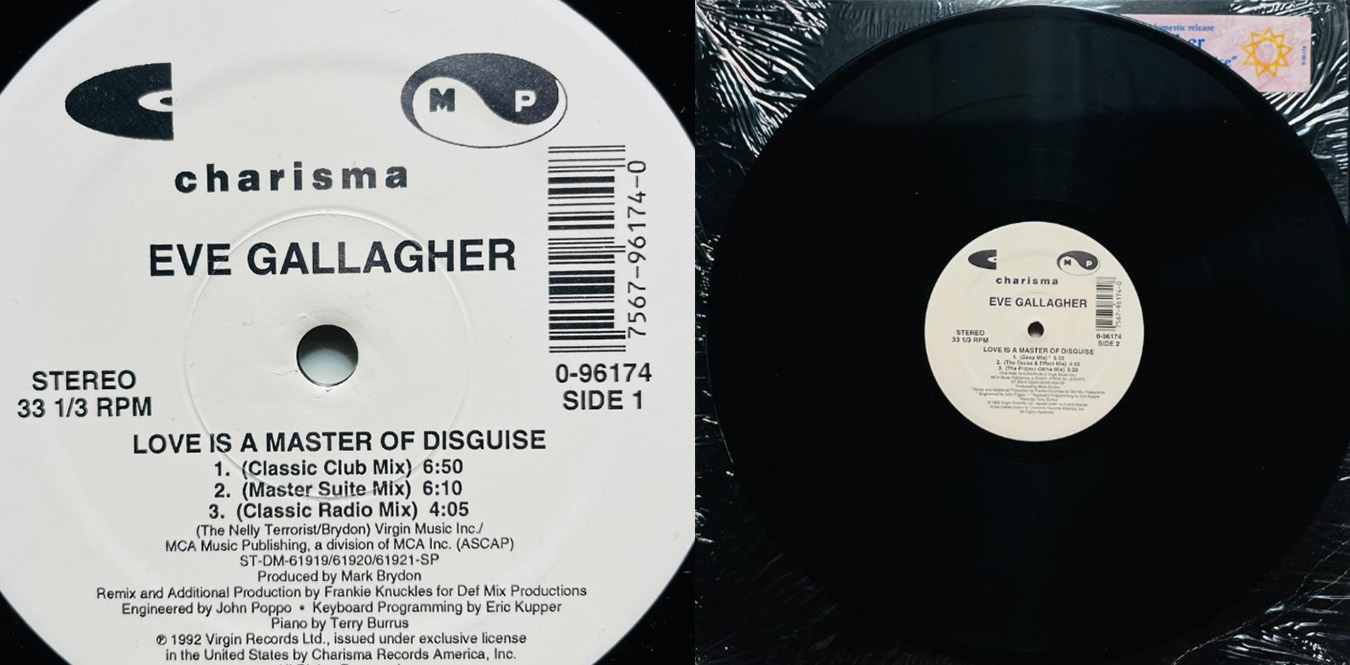 M P
charisma
EVE GALLAGHER
7567-96174-0
STEREO
33 1/3 RPM
0-96174
SIDE 1
LOVE IS A MASTER OF DISGUISE
1. (Classic Club Mix) 6:50
2. (Master Suite Mix) 6:10
3. (Classic Radio Mix) 4:05
(The Nelly Terrorist/Brydon) Virgin Music Inc./
MCA Music Publishing, a division of MCA Inc. (ASCAP)
ST-DM-61919/61920/61921-SP
Produced by Mark Brydon
Remix and Additional Production by Frankie Knuckles for Def Mix Productions
Engineered by John Poppo • Keyboard Programming by Eric Kupper
Piano by Terry Burrus
℗ 1992 Virgin Records Ltd., issued under exclusive license
in the United States by Charisma Records America, Inc.
domestic release
M P
charisma
EVE GALLAGHER
7567-96174-0
STEREO
33 1/3 RPM
0-96174
SIDE 2
LOVE IS A MASTER OF DISGUISE